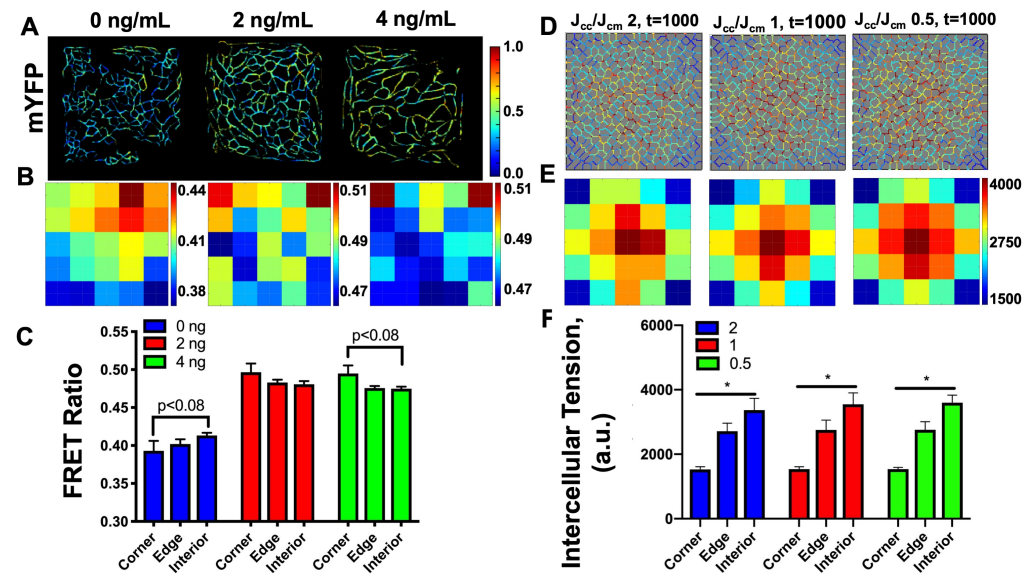 A
0 ng/mL
2 ng/mL
4 ng/mL
mYFP
1.0
0.5
0.0
B
0.44
0.41
0.38
0.51
0.49
0.47
0.51
0.49
0.47
C
FRET Ratio
0.55
0.50
0.45
0.40
0.35
0.30
0 ng
2 ng
4 ng
p<0.08
p<0.08
Corner
Edge
Interior
Corner
Edge
Interior
Corner
Edge
Interior
D
Jcc/Jcm 2, t=1000
Jcc/Jcm 1, t=1000
Jcc/Jcm 0.5, t=1000
E
4000
2750
1500
F
Intercellular Tension,
(a.u.)
6000
4000
2000
0
2
1
0.5
*
*
*
Corner
Edge
Interior
Corner
Edge
Interior
Corner
Edge
Interior